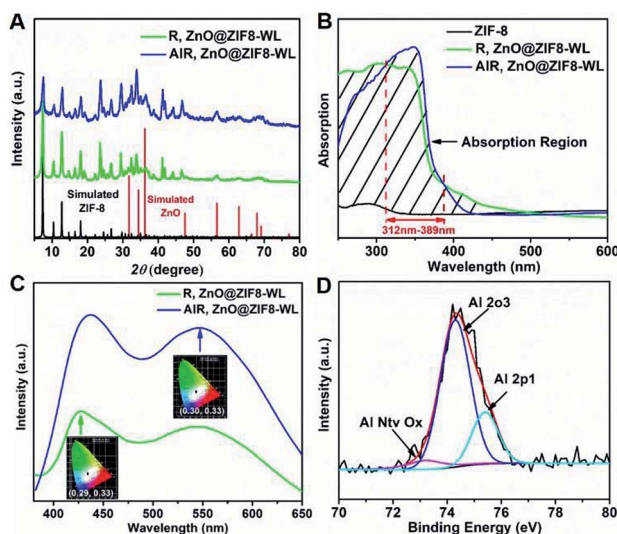 A
R, ZnO@ZIF8-WL
AIR, ZnO@ZIF8-WL
Intensity (a.u.)
Simulated
ZIF-8
Simulated
ZnO
10 20 30 40 50 60 70 80
2θ (degree)
B
ZIF-8
R, ZnO@ZIF8-WL
AIR, ZnO@ZIF8-WL
Absorption
Absorption Region
312nm-389nm
300 400 500 600
Wavelength (nm)
C
R, ZnO@ZIF8-WL
AIR, ZnO@ZIF8-WL
Intensity (a.u.)
(0.30, 0.33)
(0.29, 0.33)
400 450 500 550 600 650
Wavelength (nm)
D
Al 2o3
Al 2p1
Al Ntv Ox
Intensity (a.u.)
70 72 74 76 78 80
Binding Energy (eV)